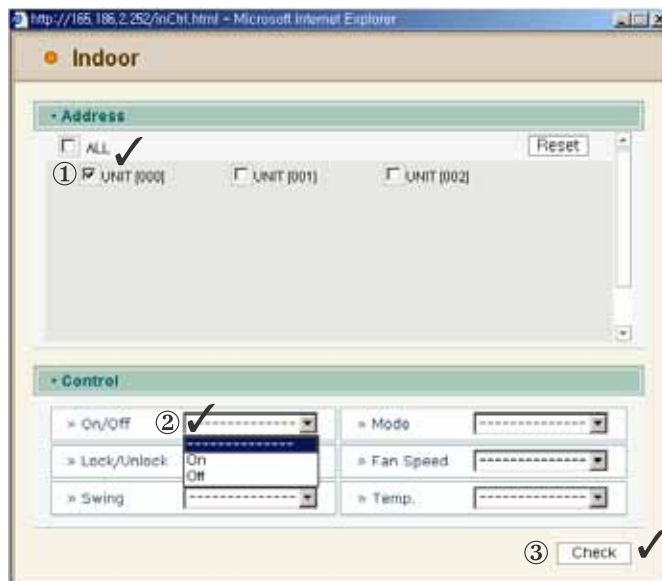 http://165.186.2.252/InCtrl.html - Microsoft Internet Explorer
Indoor
• Address
ALL
Reset
① UNIT [000] UNIT [001] UNIT [002]
• Control
» On/Off ② -------------- » Mode --------------
--------------
On
Off
» Lock/Unlock » Fan Speed --------------
» Swing -------------- » Temp. --------------
③ Check